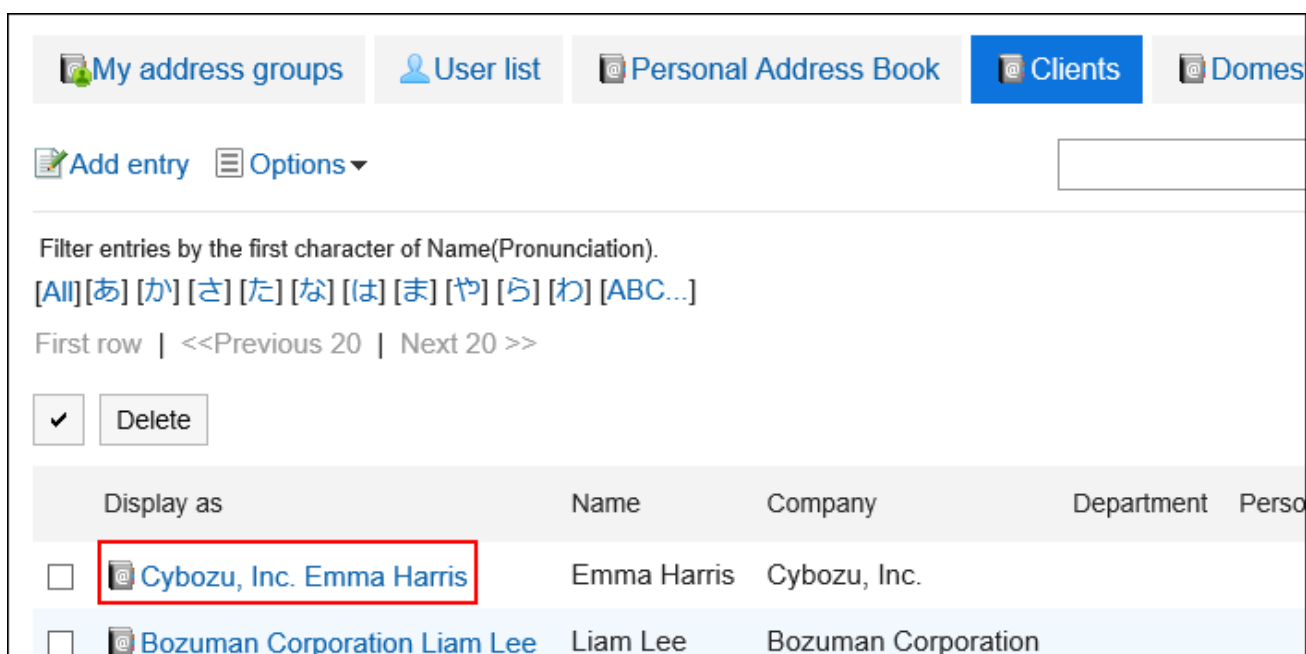 My address groups User list Personal Address Book Clients Domes
Add entry Options
Filter entries by the first character of Name(Pronunciation).
[All][あ] [か] [さ] [た] [な] [は] [ま] [や] [ら] [わ] [ABC...]
First row | <<Previous 20 | Next 20 >>
Delete
Display as Name Company Department Perso
Cybozu, Inc. Emma Harris Emma Harris Cybozu, Inc.
Bozuman Corporation Liam Lee Liam Lee Bozuman Corporation